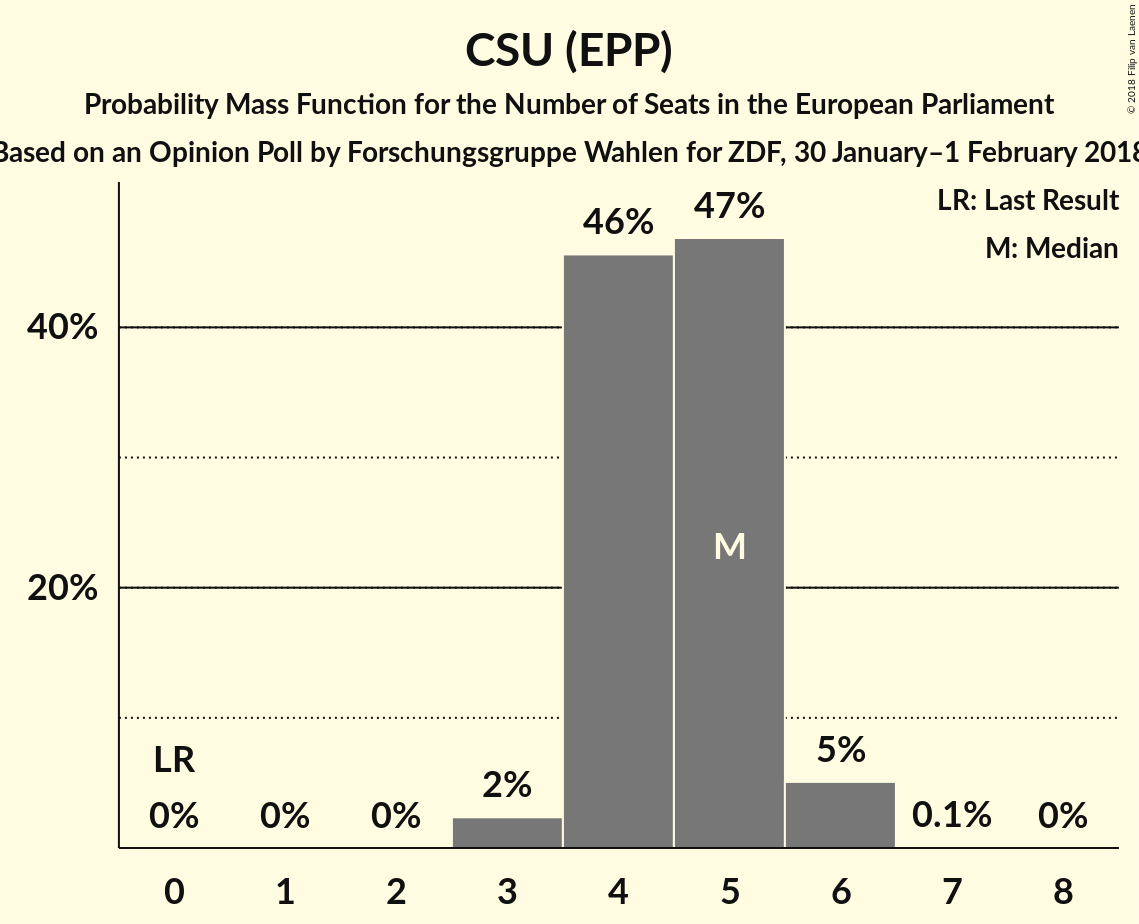 CSU (EPP)
Probability Mass Function for the Number of Seats in the European Parliament
Based on an Opinion Poll by Forschungsgruppe Wahlen for ZDF, 30 January–1 February 2018
© 2018 Filip van Laenen
LR: Last Result
M: Median
46%
47%
40%
M
20%
LR
0%
0%
0%
2%
5%
0.1%
0%
0
1
2
3
4
5
6
7
8